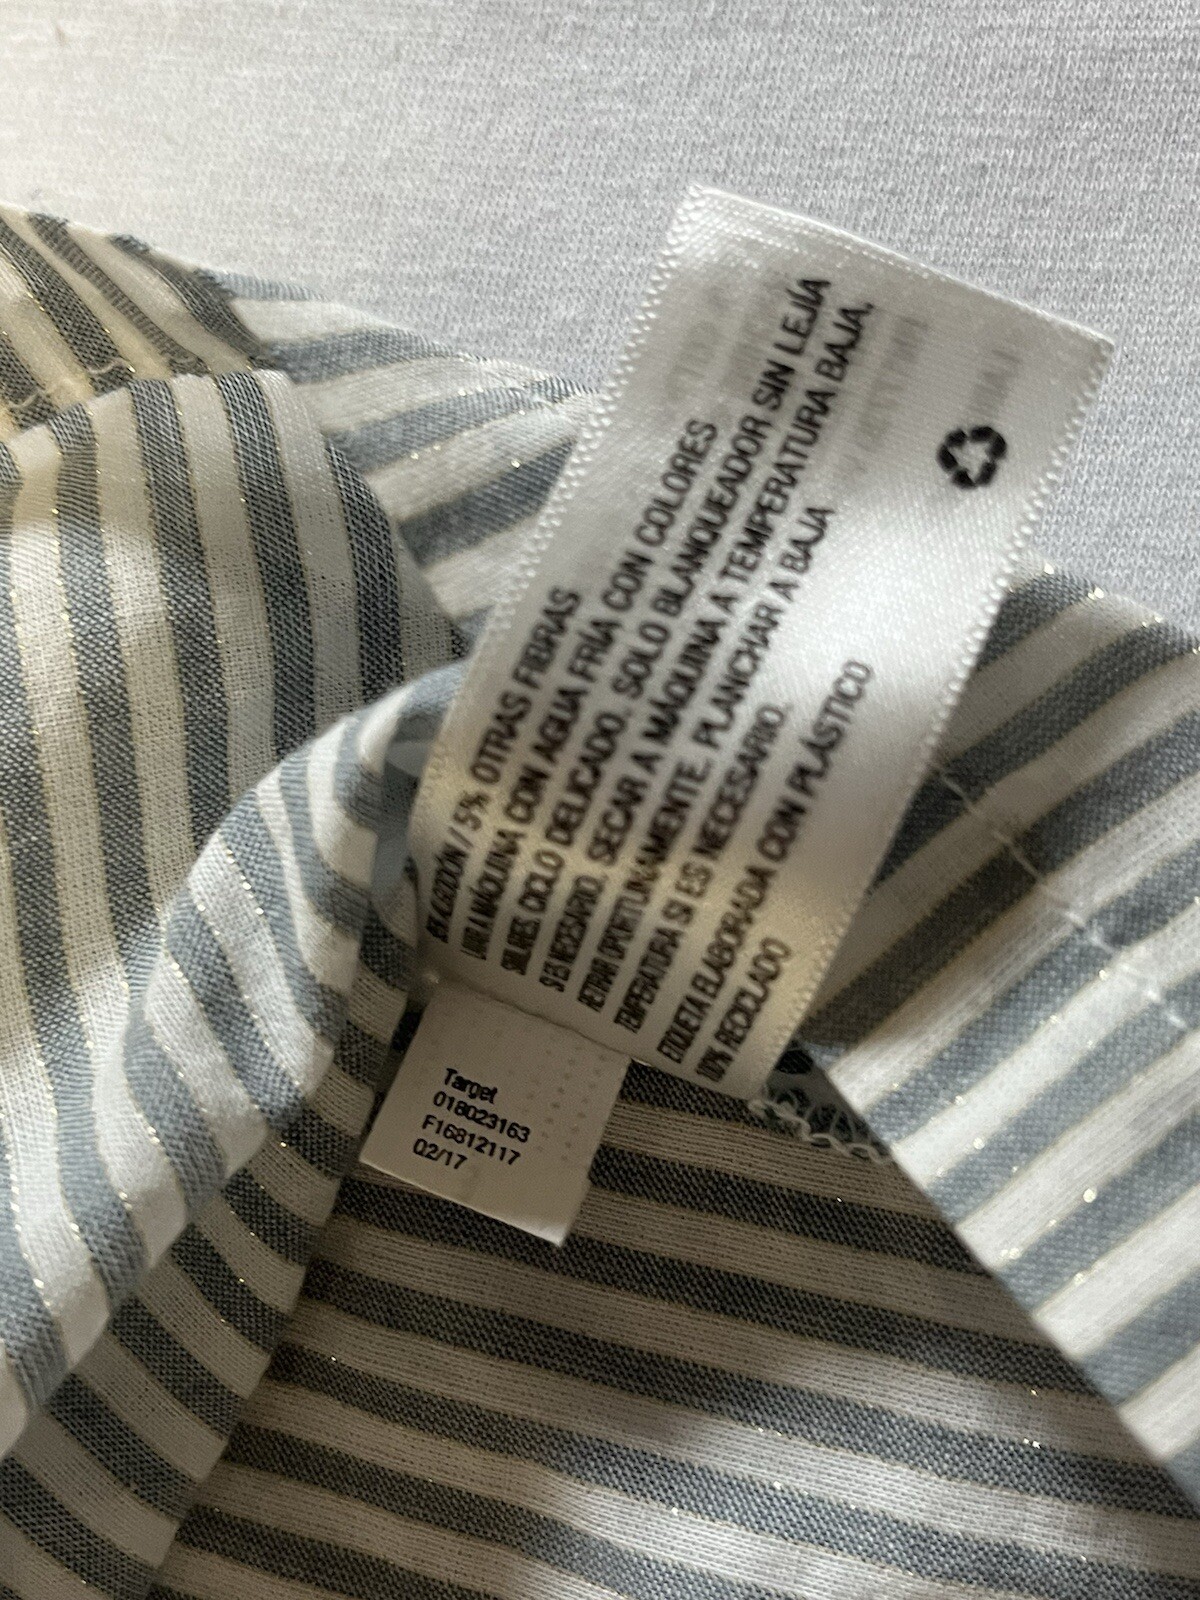 95% ALGODÓN / 5% OTRAS FIBRAS
LAVAR A MÁQUINA CON AGUA FRÍA CON COLORES
SIMILARES. CICLO DELICADO. SOLO BLANQUEADOR SIN LEJÍA
SI ES NECESARIO. SECAR A MÁQUINA A TEMPERATURA BAJA.
RETIRAR OPORTUNAMENTE. PLANCHAR A BAJA
TEMPERATURA SI ES NECESARIO.
ETIQUETA ELABORADA CON PLÁSTICO
100% RECICLADO
Target
018023163
F16812117
02/17